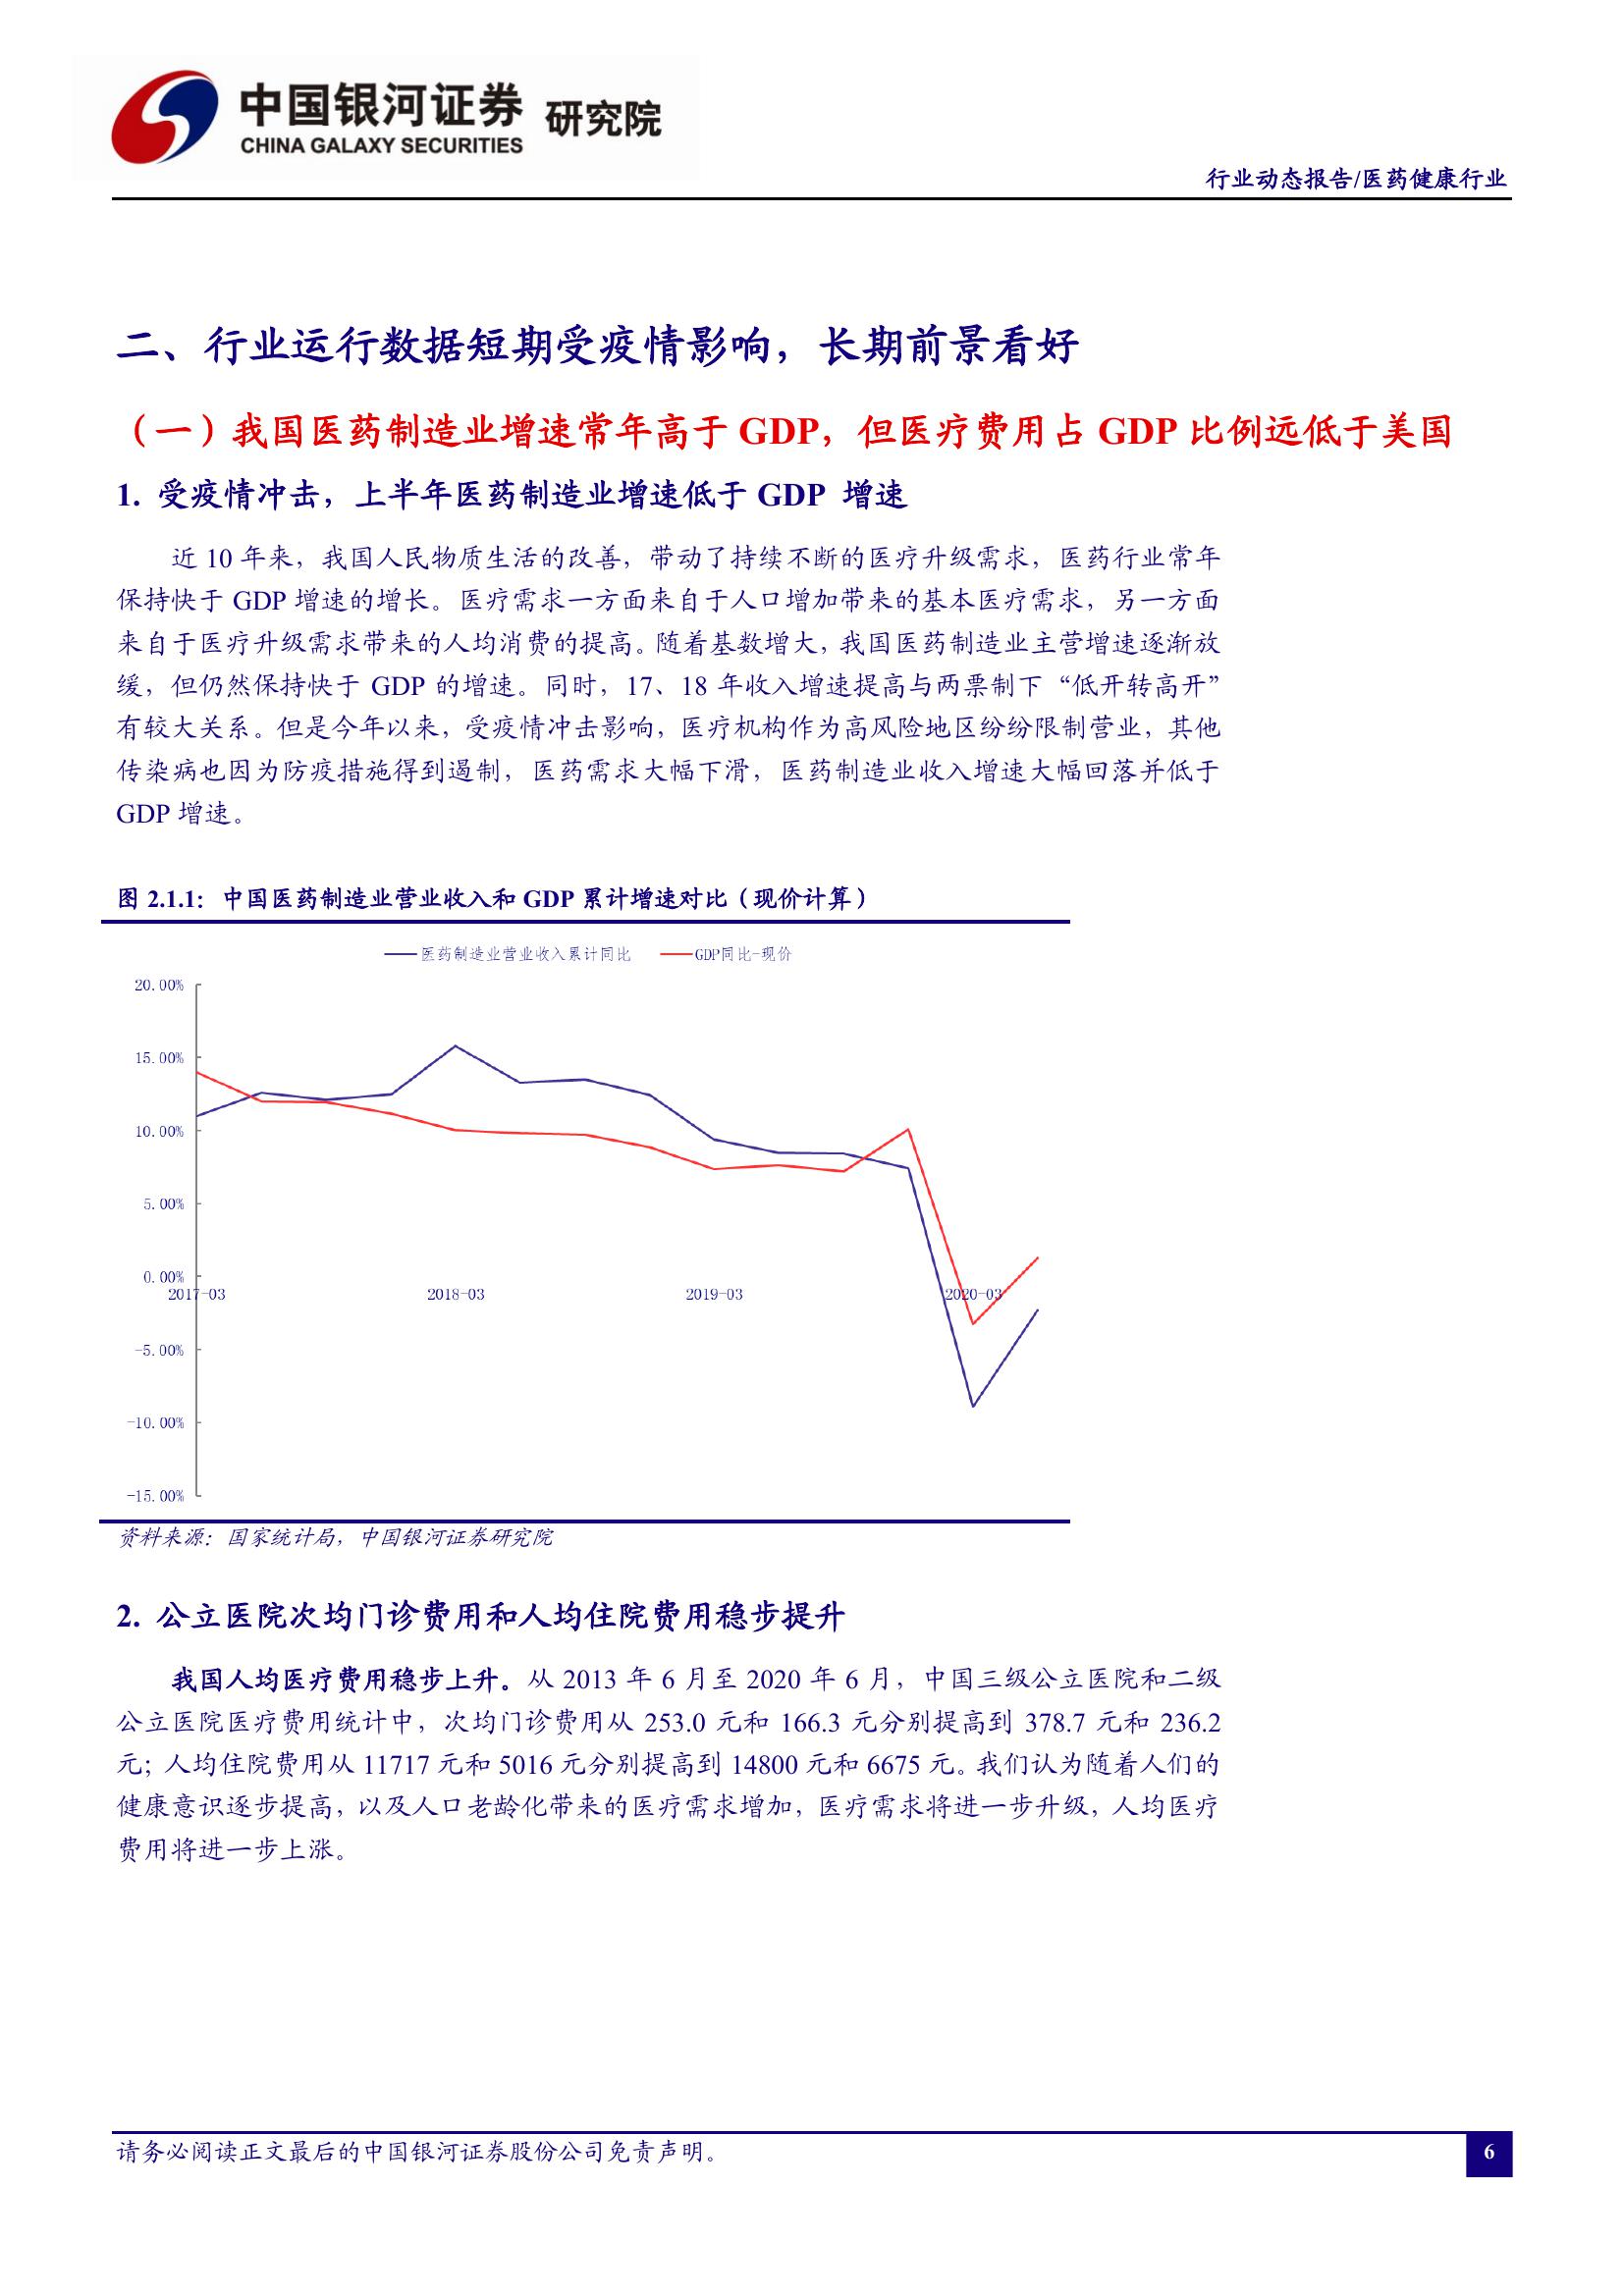 中国银河证券 研究院
CHINA GALAXY SECURITIES
行业动态报告/医药健康行业
二、行业运行数据短期受疫情影响，长期前景看好
（一）我国医药制造业增速常年高于 GDP，但医疗费用占 GDP 比例远低于美国
1. 受疫情冲击，上半年医药制造业增速低于 GDP 增速
近 10 年来，我国人民物质生活的改善，带动了持续不断的医疗升级需求，医药行业常年
保持快于 GDP 增速的增长。医疗需求一方面来自于人口增加带来的基本医疗需求，另一方面
来自于医疗升级需求带来的人均消费的提高。随着基数增大，我国医药制造业主营增速逐渐放
缓，但仍然保持快于 GDP 的增速。同时，17、18 年收入增速提高与两票制下“低开转高开”
有较大关系。但是今年以来，受疫情冲击影响，医疗机构作为高风险地区纷纷限制营业，其他
传染病也因为防疫措施得到遏制，医药需求大幅下滑，医药制造业收入增速大幅回落并低于
GDP 增速。
图 2.1.1：中国医药制造业营业收入和 GDP 累计增速对比（现价计算）
医药制造业营业收入累计同比 GDP同比-现价
20.00%
15.00%
10.00%
5.00%
0.00%
2017-03 2018-03 2019-03 2020-03
-5.00%
-10.00%
-15.00%
资料来源：国家统计局，中国银河证券研究院
2. 公立医院次均门诊费用和人均住院费用稳步提升
我国人均医疗费用稳步上升。从 2013 年 6 月至 2020 年 6 月，中国三级公立医院和二级
公立医院医疗费用统计中，次均门诊费用从 253.0 元和 166.3 元分别提高到 378.7 元和 236.2
元；人均住院费用从 11717 元和 5016 元分别提高到 14800 元和 6675 元。我们认为随着人们的
健康意识逐步提高，以及人口老龄化带来的医疗需求增加，医疗需求将进一步升级，人均医疗
费用将进一步上涨。
请务必阅读正文最后的中国银河证券股份公司免责声明。
6